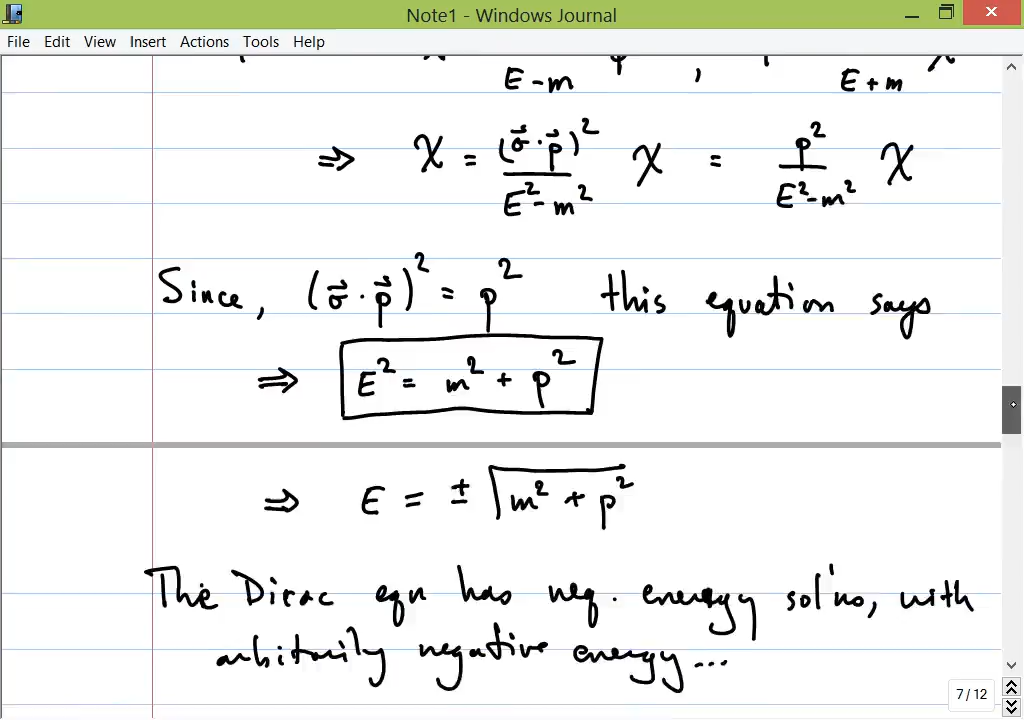 Note1 - Windows Journal
File Edit View Insert Actions Tools Help
E-m , E+m
⇒ χ = (σ⃗·p⃗)² / (E²-m²) χ = p² / (E²-m²) χ
Since, (σ⃗·p⃗)² = p² this equation says
⇒ E² = m² + p²
⇒ E = ± √(m² + p²)
The Dirac eqn has neg. energy sol'ns, with
arbitrarily negative energy...
7 / 12